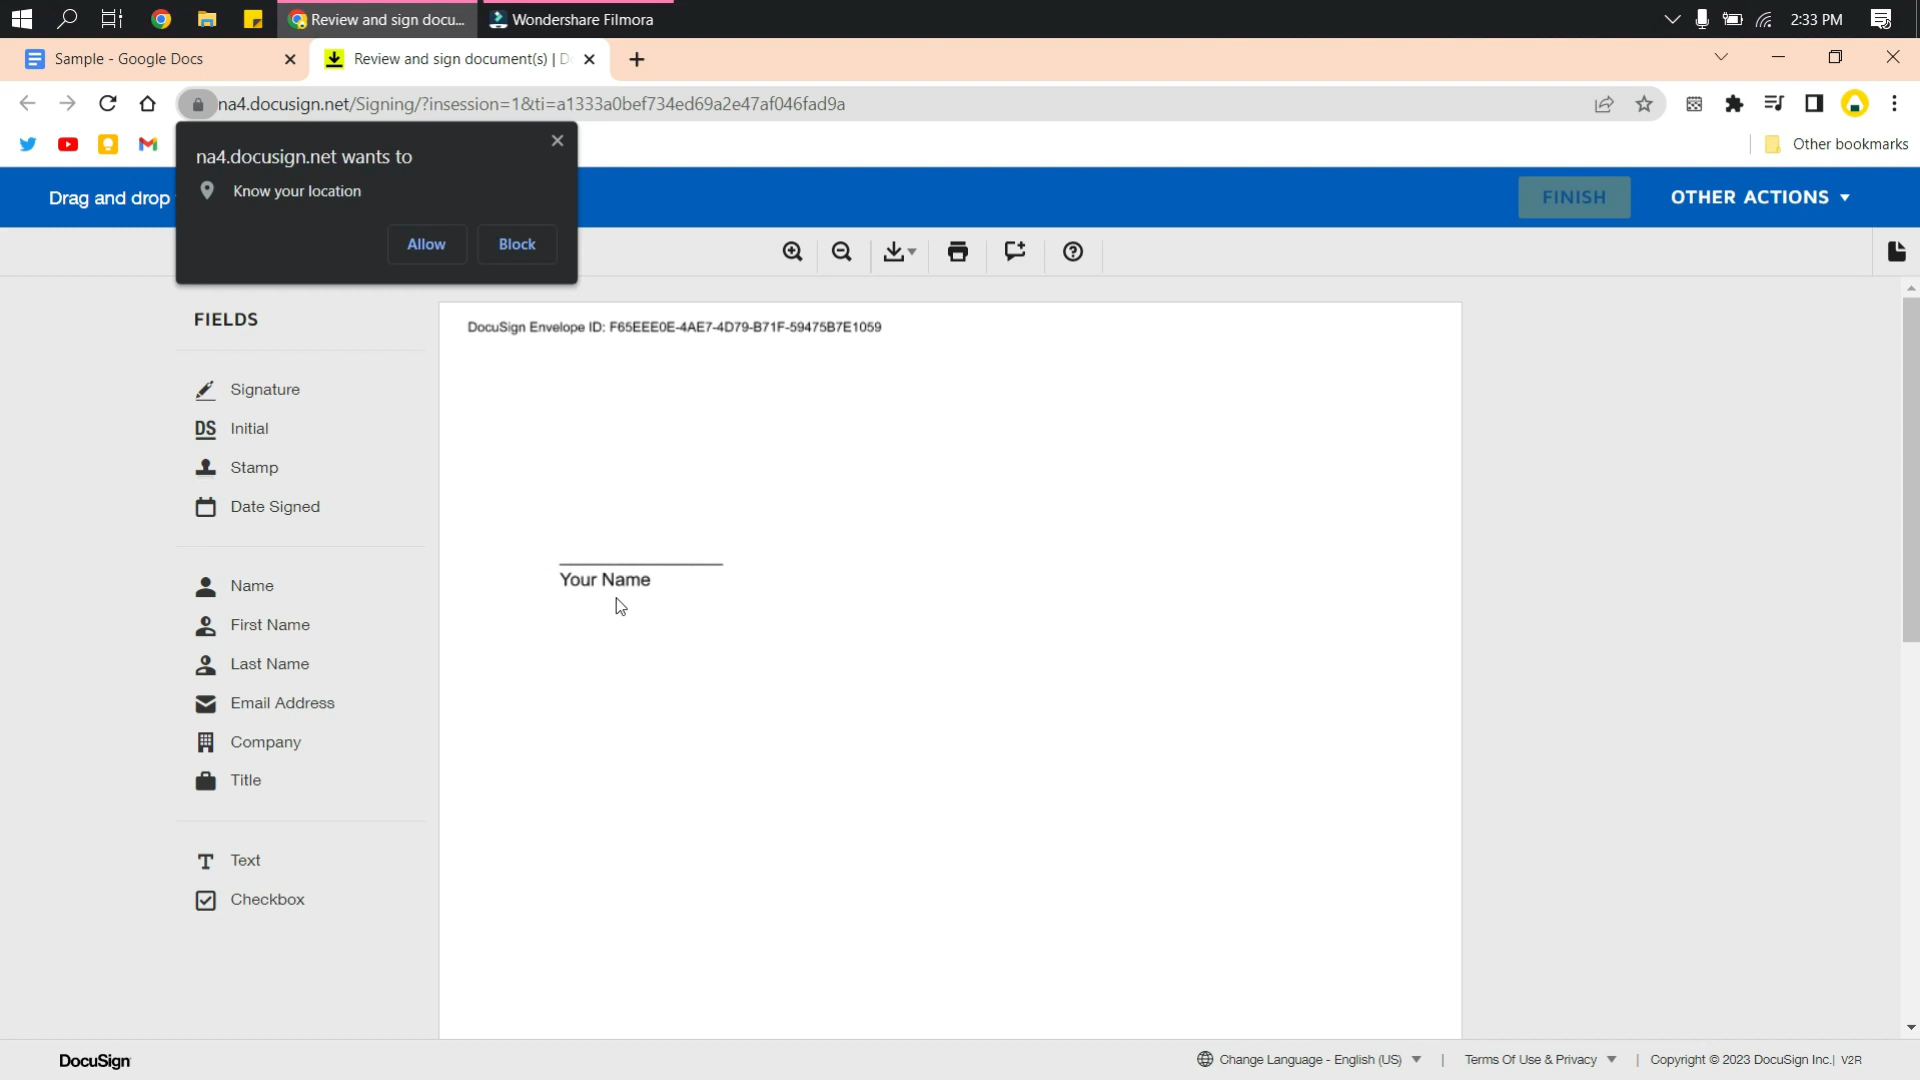 Review and sign docu...
Wondershare Filmora
2:33 PM
Sample - Google Docs
Review and sign document(s) | D
na4.docusign.net/Signing/?insession=1&ti=a1333a0bef734ed69a2e47af046fad9a
Other bookmarks
na4.docusign.net wants to
Know your location
Allow
Block
Drag and drop
FINISH
OTHER ACTIONS
FIELDS
DocuSign Envelope ID: F65EEE0E-4AE7-4D79-B71F-59475B7E1059
Signature
DS Initial
Stamp
Date Signed
Your Name
Name
First Name
Last Name
Email Address
Company
Title
T Text
Checkbox
DocuSign
Change Language - English (US)
|
Terms Of Use & Privacy
|
Copyright © 2023 DocuSign Inc. | V2R